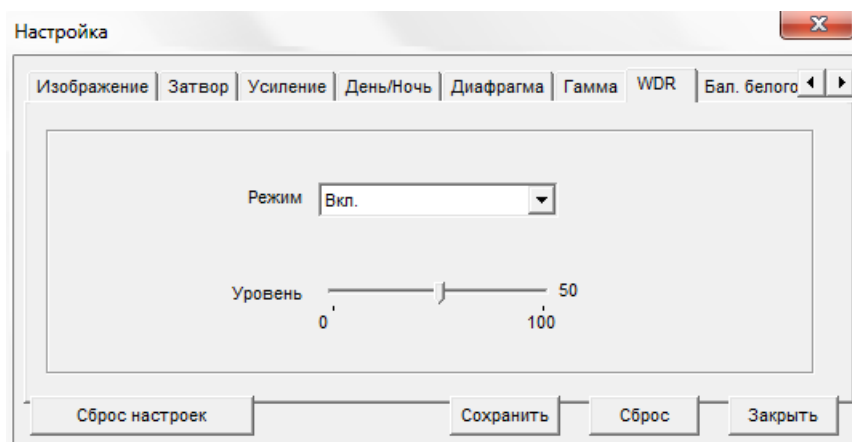 Настройка
Изображение Затвор Усиление День/Ночь Диафрагма Гамма WDR Бал. белого
Режим Вкл.
Уровень 50
0 100
Сброс настроек Сохранить Сброс Закрыть